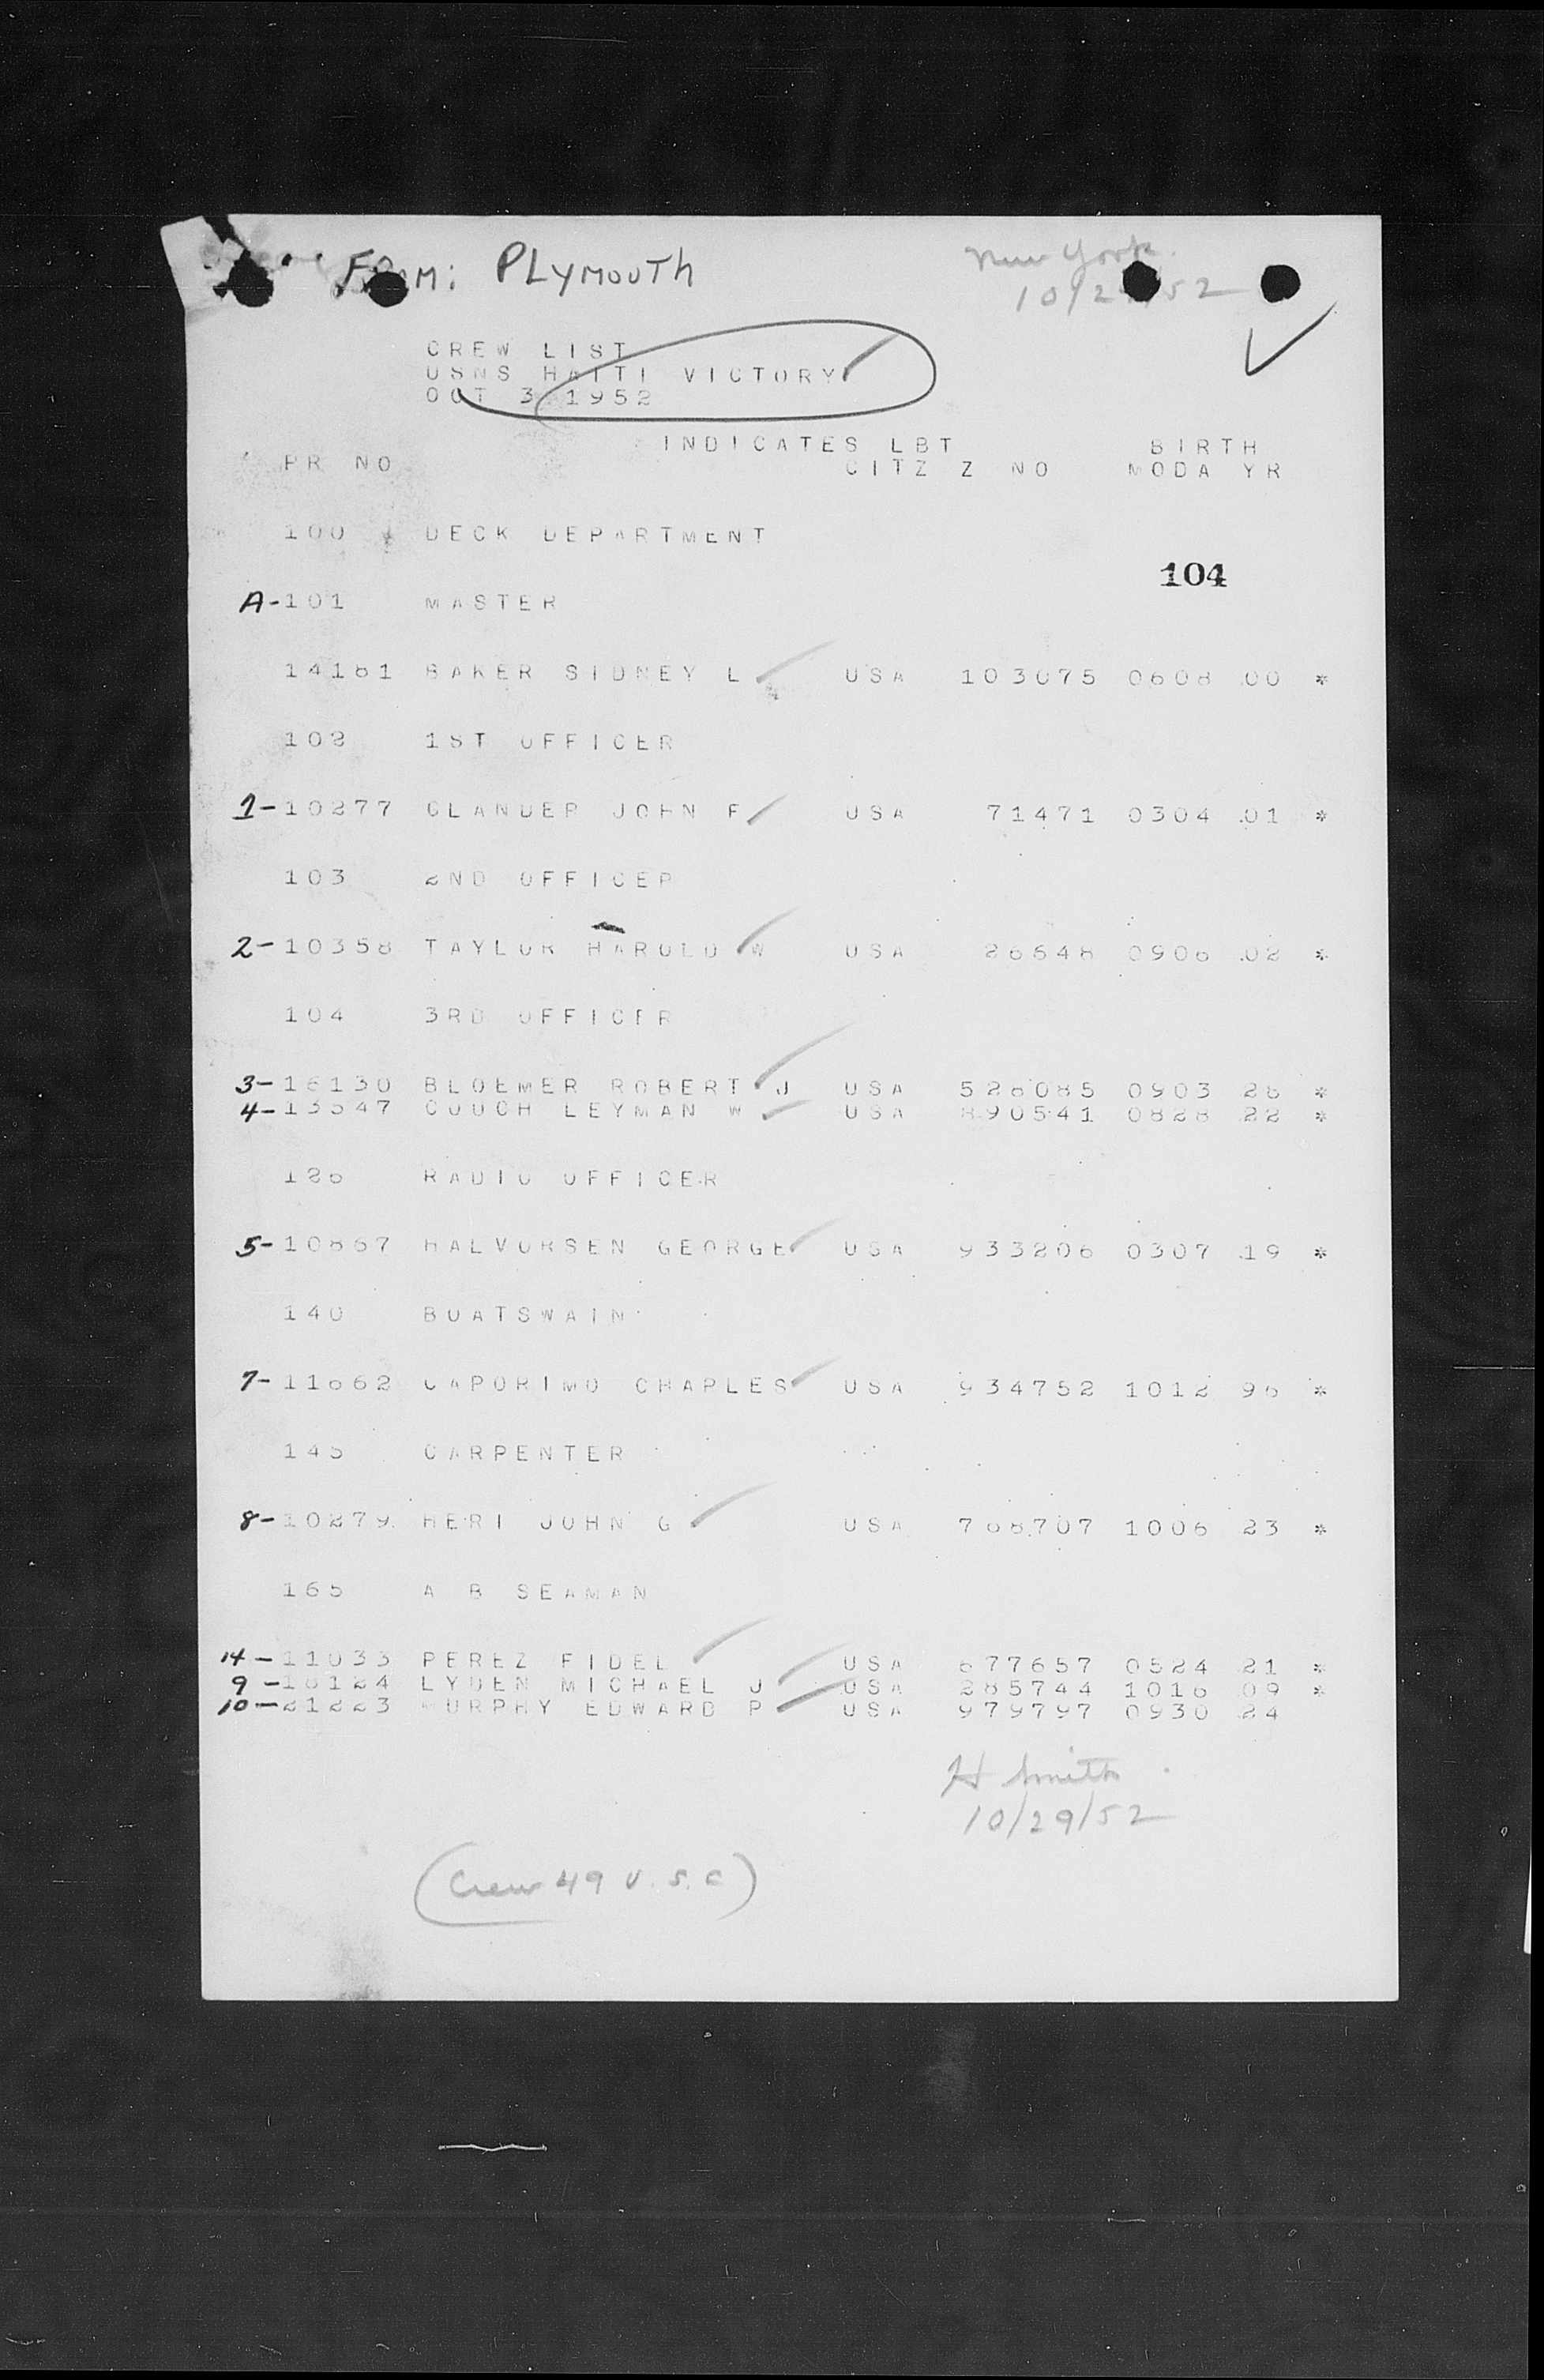 FROM: PLYMOUTH
New York.
10/2 52
CREW LIST
USNS HAITI VICTORY
OCT 3 1952
INDICATES LBT BIRTH
PR NO CITZ Z NO MODA YR
100 DECK DEPARTMENT
104
A-101 MASTER
14181 BAKER SIDNEY L USA 103075 0608 00 *
102 1ST OFFICER
1-10277 JOHN F USA 71471 0304 01 *
103 2ND OFFICER
2-10358 TAYLOR HAROLD W USA 26648 0906 02 *
104 3RD OFFICER
3-16130 BLOEMER ROBERT J USA 528085 0903 26 *
4-13547 COUCH LEYMAN W USA 890541 0828 22 *
126 RADIO OFFICER
5-10867 HALVORSEN GEORGE USA 933206 0307 19 *
140 BOATSWAIN
7-11662 CAPORIMO CHARLES USA 934752 1012 96 *
145 CARPENTER
8-10279 HERI JOHN G USA 768707 1006 23 *
165 A B SEAMAN
14-11033 PEREZ FIDEL USA 677657 0524 21 *
9-16124 LYDEN MICHAEL J USA 285744 1016 09 *
10-21223 MURPHY EDWARD P USA 979797 0930 24
H Smith
10/29/52
(Crew 49 U.S.C)